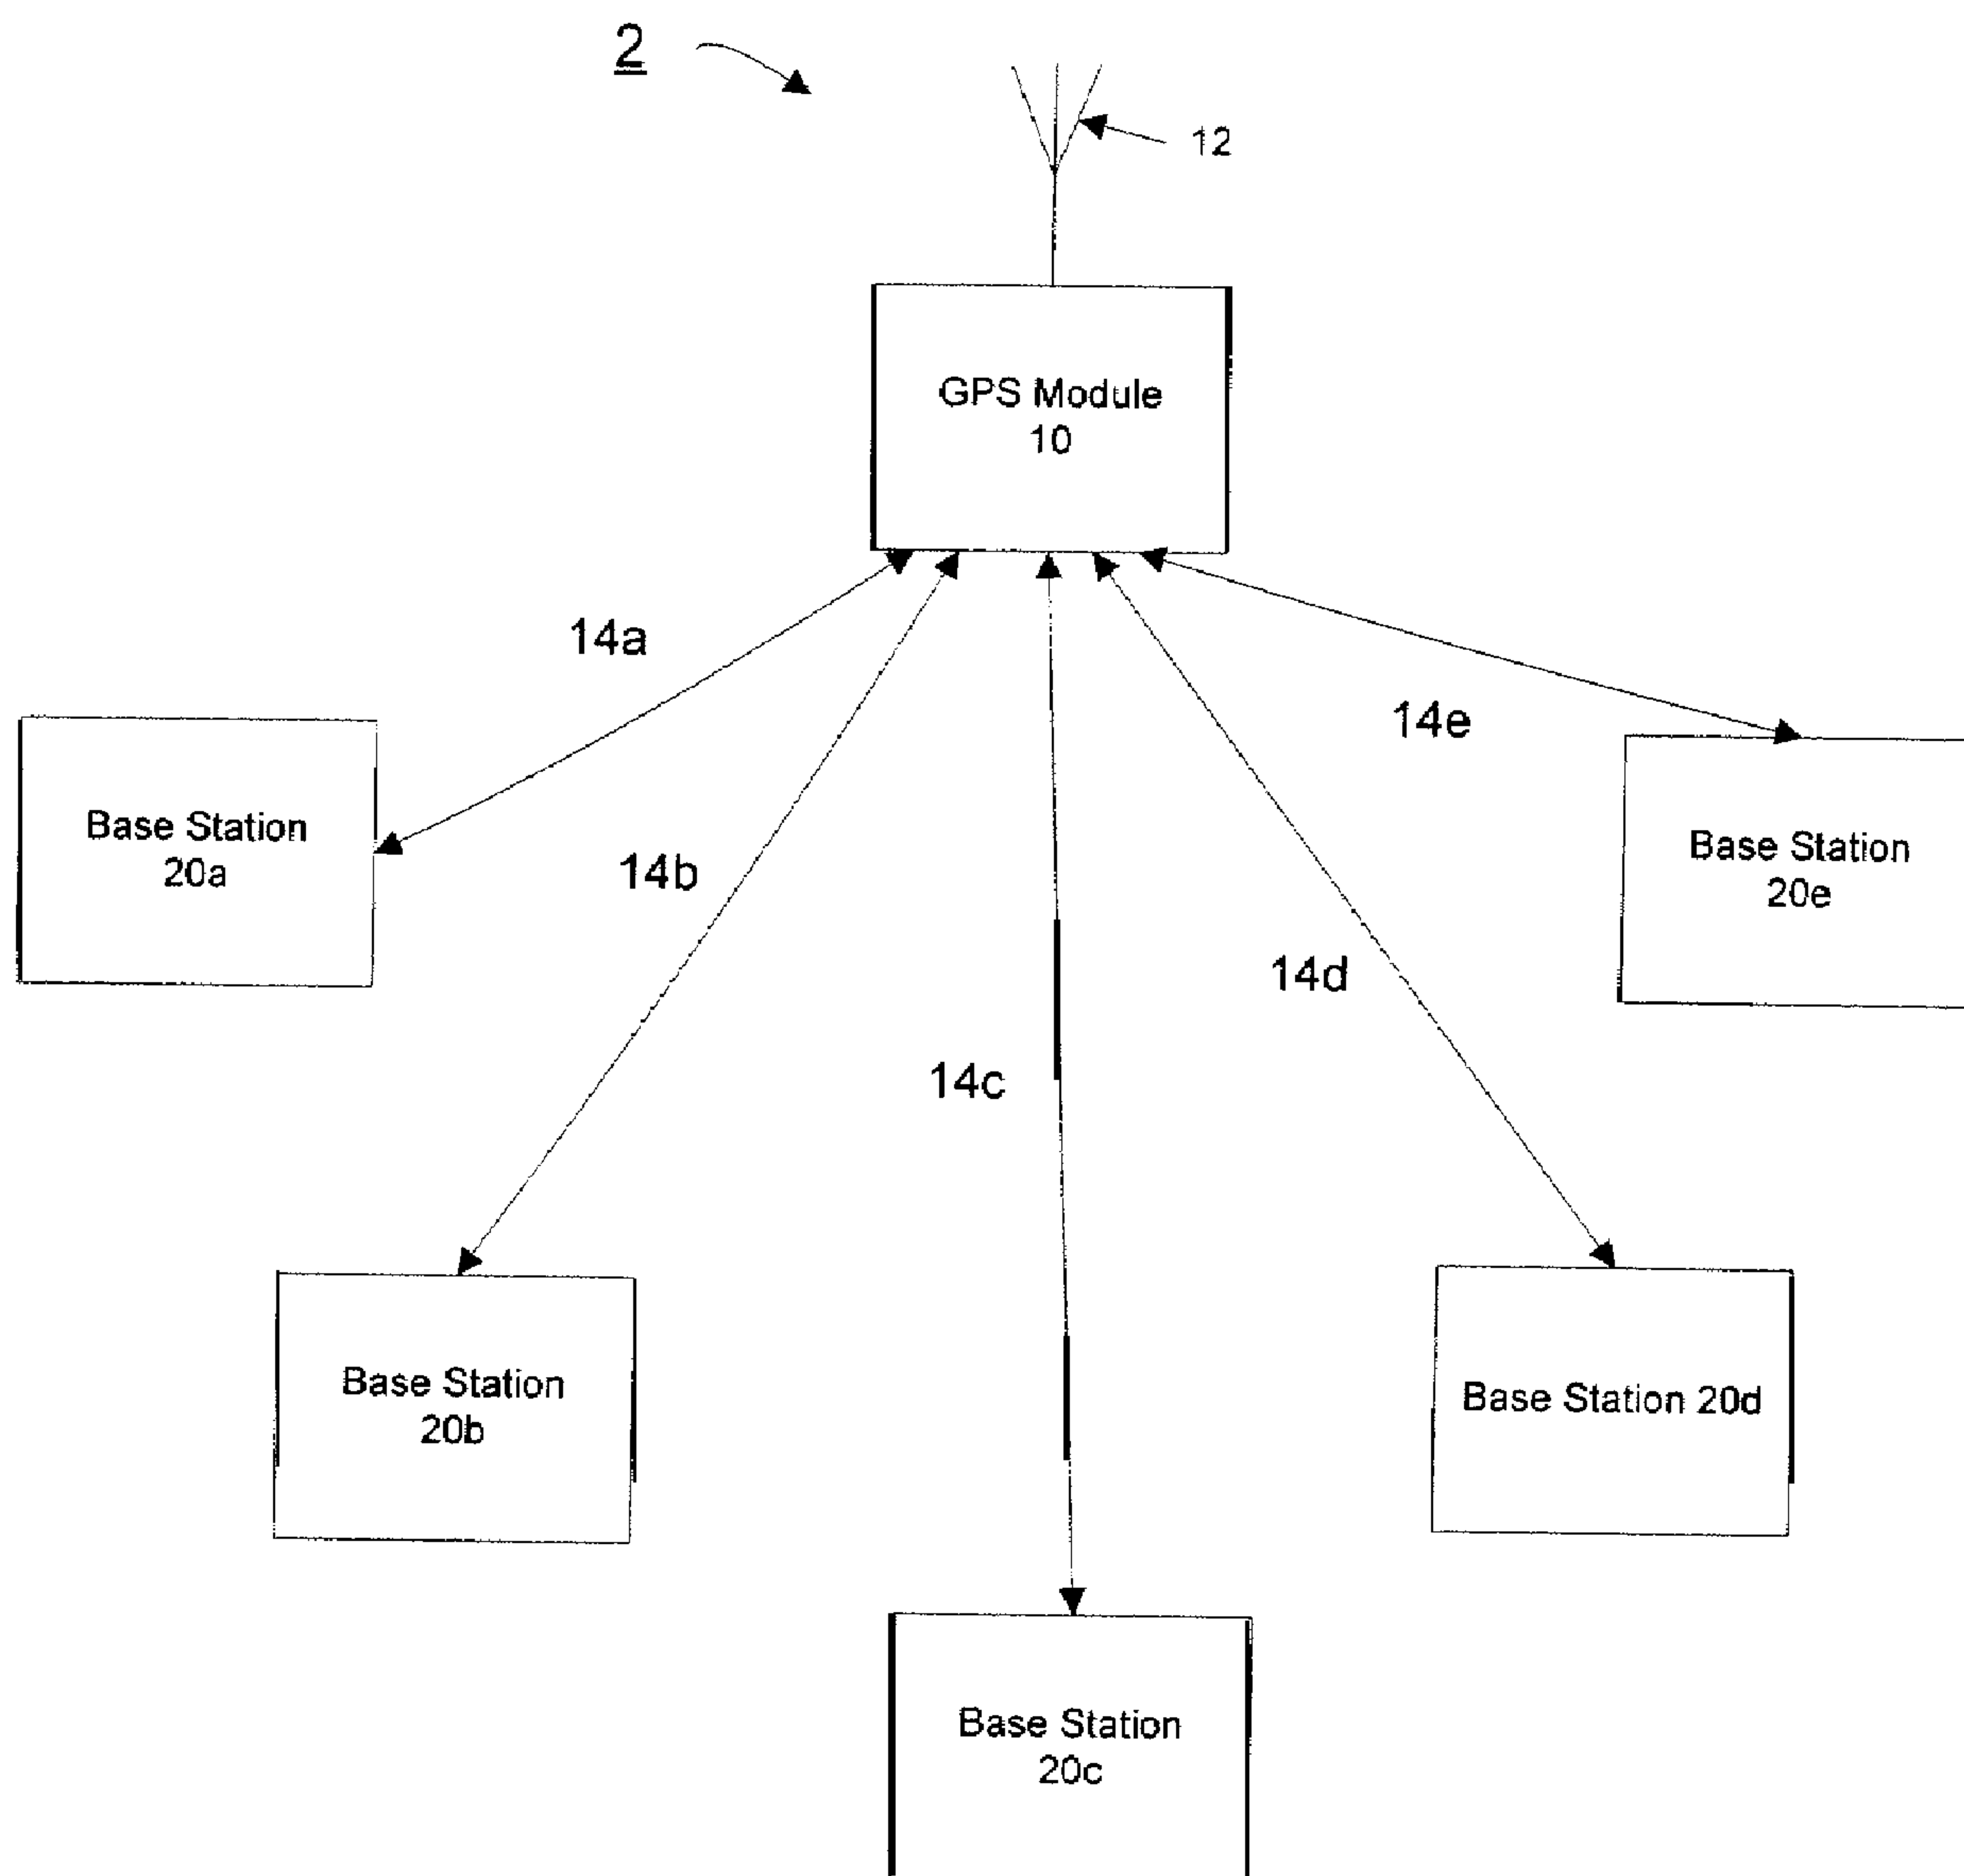 2
12
GPS Module
10
14a
14e
Base Station
20a
14b
Base Station
20e
14d
14c
Base Station
20b
Base Station 20d
Base Station
20c